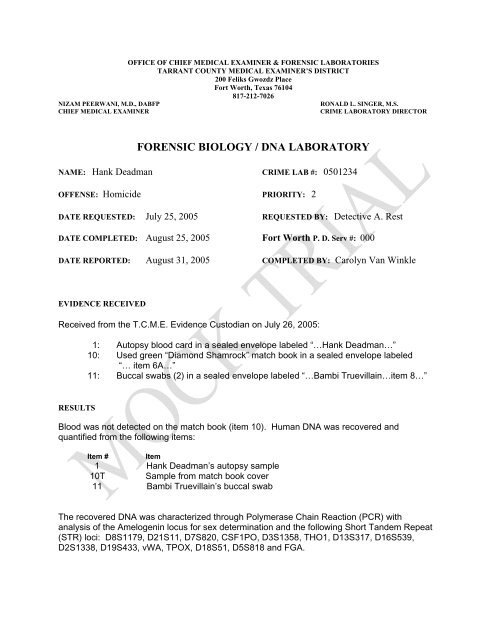 OFFICE OF CHIEF MEDICAL EXAMINER & FORENSIC LABORATORIES
TARRANT COUNTY MEDICAL EXAMINER'S DISTRICT
200 Feliks Gwozdz Place
Fort Worth, Texas 76104
817-212-7026
NIZAM PEERWANI, M.D., DABFP RONALD L. SINGER, M.S.
CHIEF MEDICAL EXAMINER CRIME LABORATORY DIRECTOR
FORENSIC BIOLOGY / DNA LABORATORY
NAME: Hank Deadman CRIME LAB #: 0501234
OFFENSE: Homicide PRIORITY: 2
DATE REQUESTED: July 25, 2005 REQUESTED BY: Detective A. Rest
DATE COMPLETED: August 25, 2005 Fort Worth P. D. Serv #: 000
DATE REPORTED: August 31, 2005 COMPLETED BY: Carolyn Van Winkle
EVIDENCE RECEIVED
Received from the T.C.M.E. Evidence Custodian on July 26, 2005:
1: Autopsy blood card in a sealed envelope labeled "…Hank Deadman…"
10: Used green "Diamond Shamrock" match book in a sealed envelope labeled
"… item 6A…"
11: Buccal swabs (2) in a sealed envelope labeled "…Bambi Truevillain…item 8…"
RESULTS
Blood was not detected on the match book (item 10). Human DNA was recovered and
quantified from the following items:
Item # Item
1 Hank Deadman's autopsy sample
10T Sample from match book cover
11 Bambi Truevillain's buccal swab
The recovered DNA was characterized through Polymerase Chain Reaction (PCR) with
analysis of the Amelogenin locus for sex determination and the following Short Tandem Repeat
(STR) loci: D8S1179, D21S11, D7S820, CSF1PO, D3S1358, THO1, D13S317, D16S539,
D2S1338, D19S433, vWA, TPOX, D18S51, D5S818 and FGA.
MOCK TRIAL